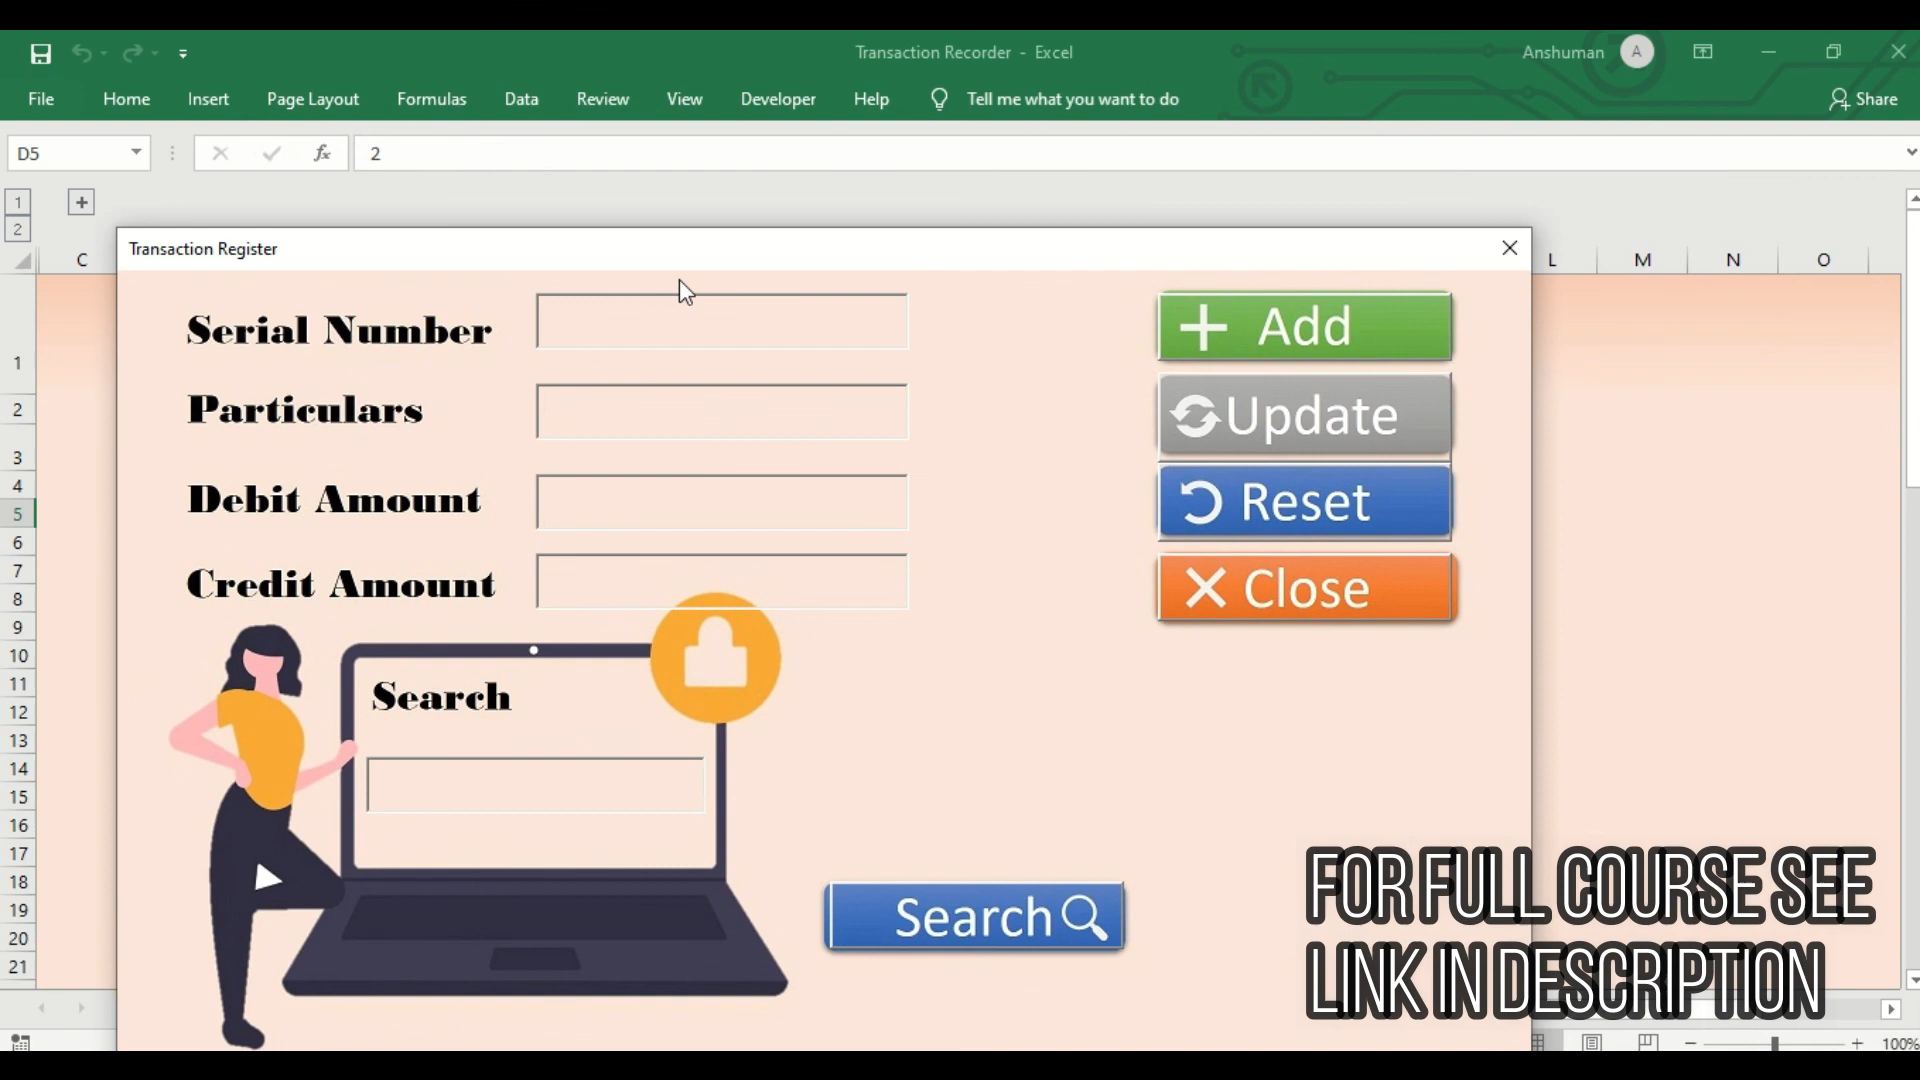 Transaction Recorder - Excel
Anshuman A
File Home Insert Page Layout Formulas Data Review View Developer Help Tell me what you want to do Share
D5 fx 2
1
2
C L M N O
Transaction Register
Serial Number
Particulars
Debit Amount
Credit Amount
Search
Add
Update
Reset
Close
Search
1
2
3
4
5
6
7
8
9
10
11
12
13
14
15
16
17
18
19
20
21
FOR FULL COURSE SEE
LINK IN DESCRIPTION
100%